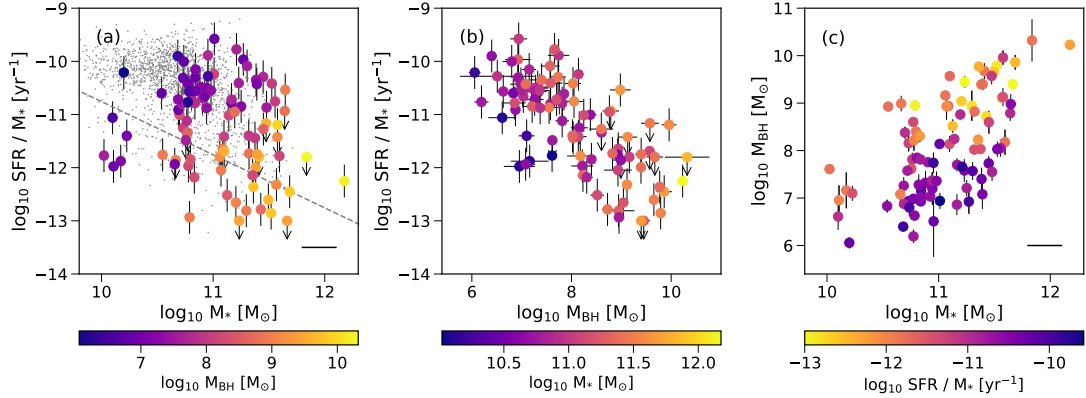 (a)
−9
−10
−11
−12
−13
−14
log₁₀ SFR / M* [yr⁻¹]
10 11 12
log₁₀ M* [M⊙]
7 8 9 10
log₁₀ M_BH [M⊙]
(b)
−9
−10
−11
−12
−13
−14
log₁₀ SFR / M* [yr⁻¹]
6 8 10
log₁₀ M_BH [M⊙]
10.5 11.0 11.5 12.0
log₁₀ M* [M⊙]
(c)
11
10
9
8
7
6
log₁₀ M_BH [M⊙]
10 11 12
log₁₀ M* [M⊙]
−13 −12 −11 −10
log₁₀ SFR / M* [yr⁻¹]